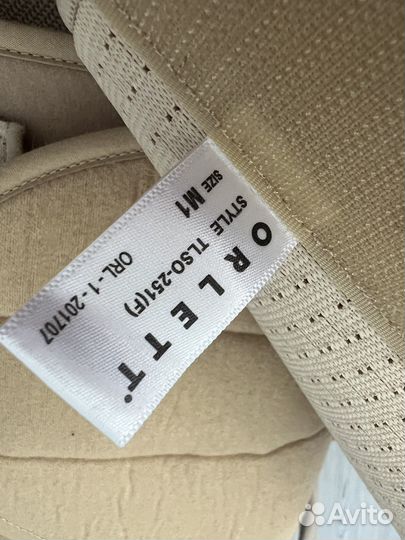 ORLETT®
STYLE TLSO-251(F)
SIZE M1
ORL - 1 - 201707
Avito